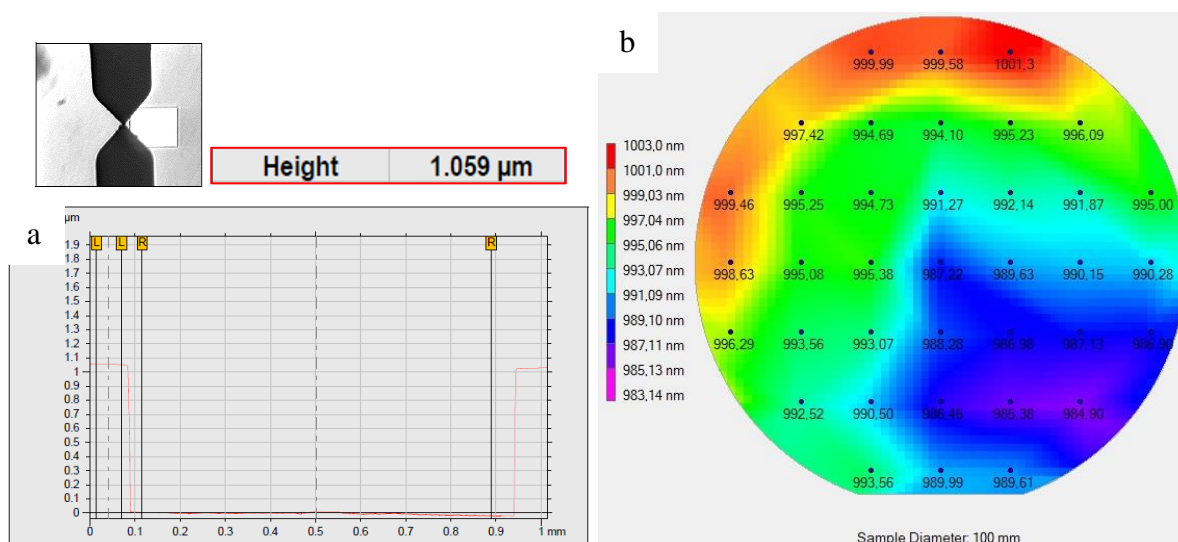 b
Height 1.059 µm
a
µm
L L R R
1.9
1.8
1.7
1.6
1.5
1.4
1.3
1.2
1.1
1
0.9
0.8
0.7
0.6
0.5
0.4
0.3
0.2
0.1
0
0 0.1 0.2 0.3 0.4 0.5 0.6 0.7 0.8 0.9 1 mm
1003,0 nm
1001,0 nm
999,03 nm
997,04 nm
995,06 nm
993,07 nm
991,09 nm
989,10 nm
987,11 nm
985,13 nm
983,14 nm
999,99 999,58 1001,3
997,42 994,69 994,10 995,23 996,09
999,46 995,25 994,73 991,27 992,14 991,87 995,00
998,63 995,08 995,38 987,22 989,63 990,15 990,28
996,29 993,56 993,07 988,28 986,98 987,13 986,90
992,52 990,50 986,46 985,38 984,90
993,56 989,99 989,61
Sample Diameter: 100 mm